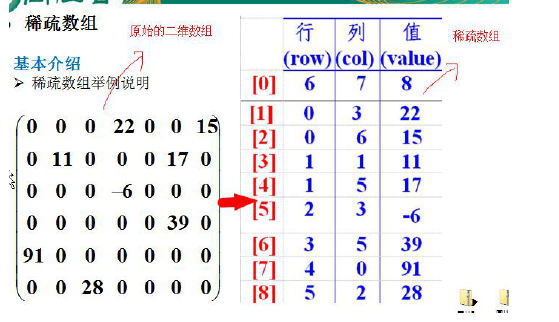 稀疏数组
原始的二维数组
基本介绍
➢ 稀疏数组举例说明
0 0 0 22 0 0 15
0 11 0 0 0 17 0
0 0 0 -6 0 0 0
0 0 0 0 0 39 0
91 0 0 0 0 0 0
0 0 28 0 0 0 0
行 列 值
(row) (col) (value)
稀疏数组
[0] 6 7 8
[1] 0 3 22
[2] 0 6 15
[3] 1 1 11
[4] 1 5 17
[5] 2 3 -6
[6] 3 5 39
[7] 4 0 91
[8] 5 2 28